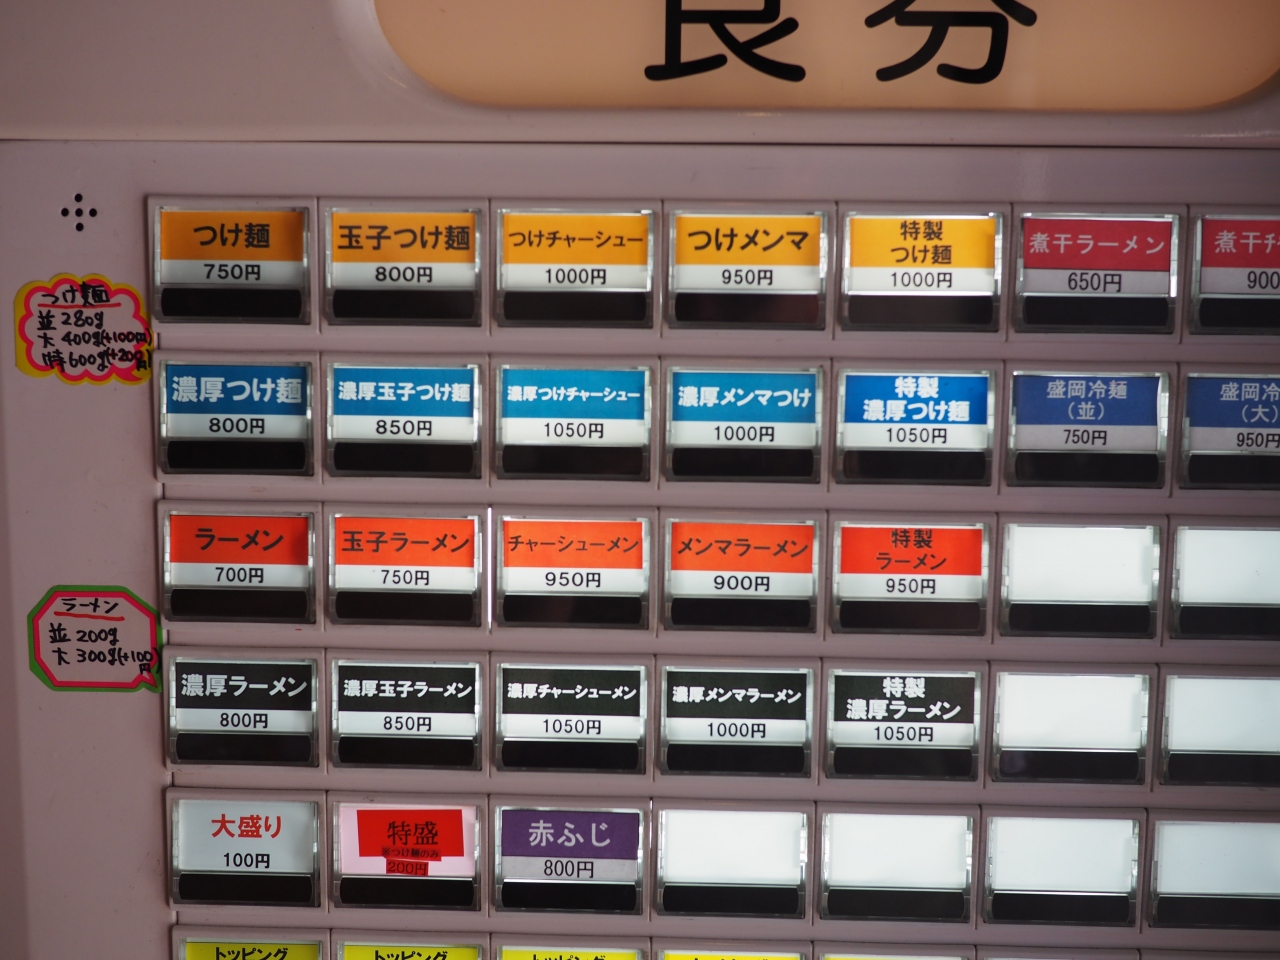 食券
つけ麺
750円
玉子つけ麺
800円
つけチャーシュー
1000円
つけメンマ
950円
特製
つけ麺
1000円
煮干ラーメン
650円
煮干チ
900
つけ麺
並 280g
大 400g(+100円)
特 600g(+200円)
濃厚つけ麺
800円
濃厚玉子つけ麺
850円
濃厚つけチャーシュー
1050円
濃厚メンマつけ
1000円
特製
濃厚つけ麺
1050円
盛岡冷麺
（並）
750円
盛岡冷
（大）
950円
ラーメン
700円
玉子ラーメン
750円
チャーシューメン
950円
メンマラーメン
900円
特製
ラーメン
950円
ラーメン
並 200g
大 300g(+100円)
濃厚ラーメン
800円
濃厚玉子ラーメン
850円
濃厚チャーシューメン
1050円
濃厚メンマラーメン
1000円
特製
濃厚ラーメン
1050円
大盛り
100円
特盛
※つけ麺のみ
200円
赤ふじ
800円
トッピング
トッピング
トッピング
トッピング